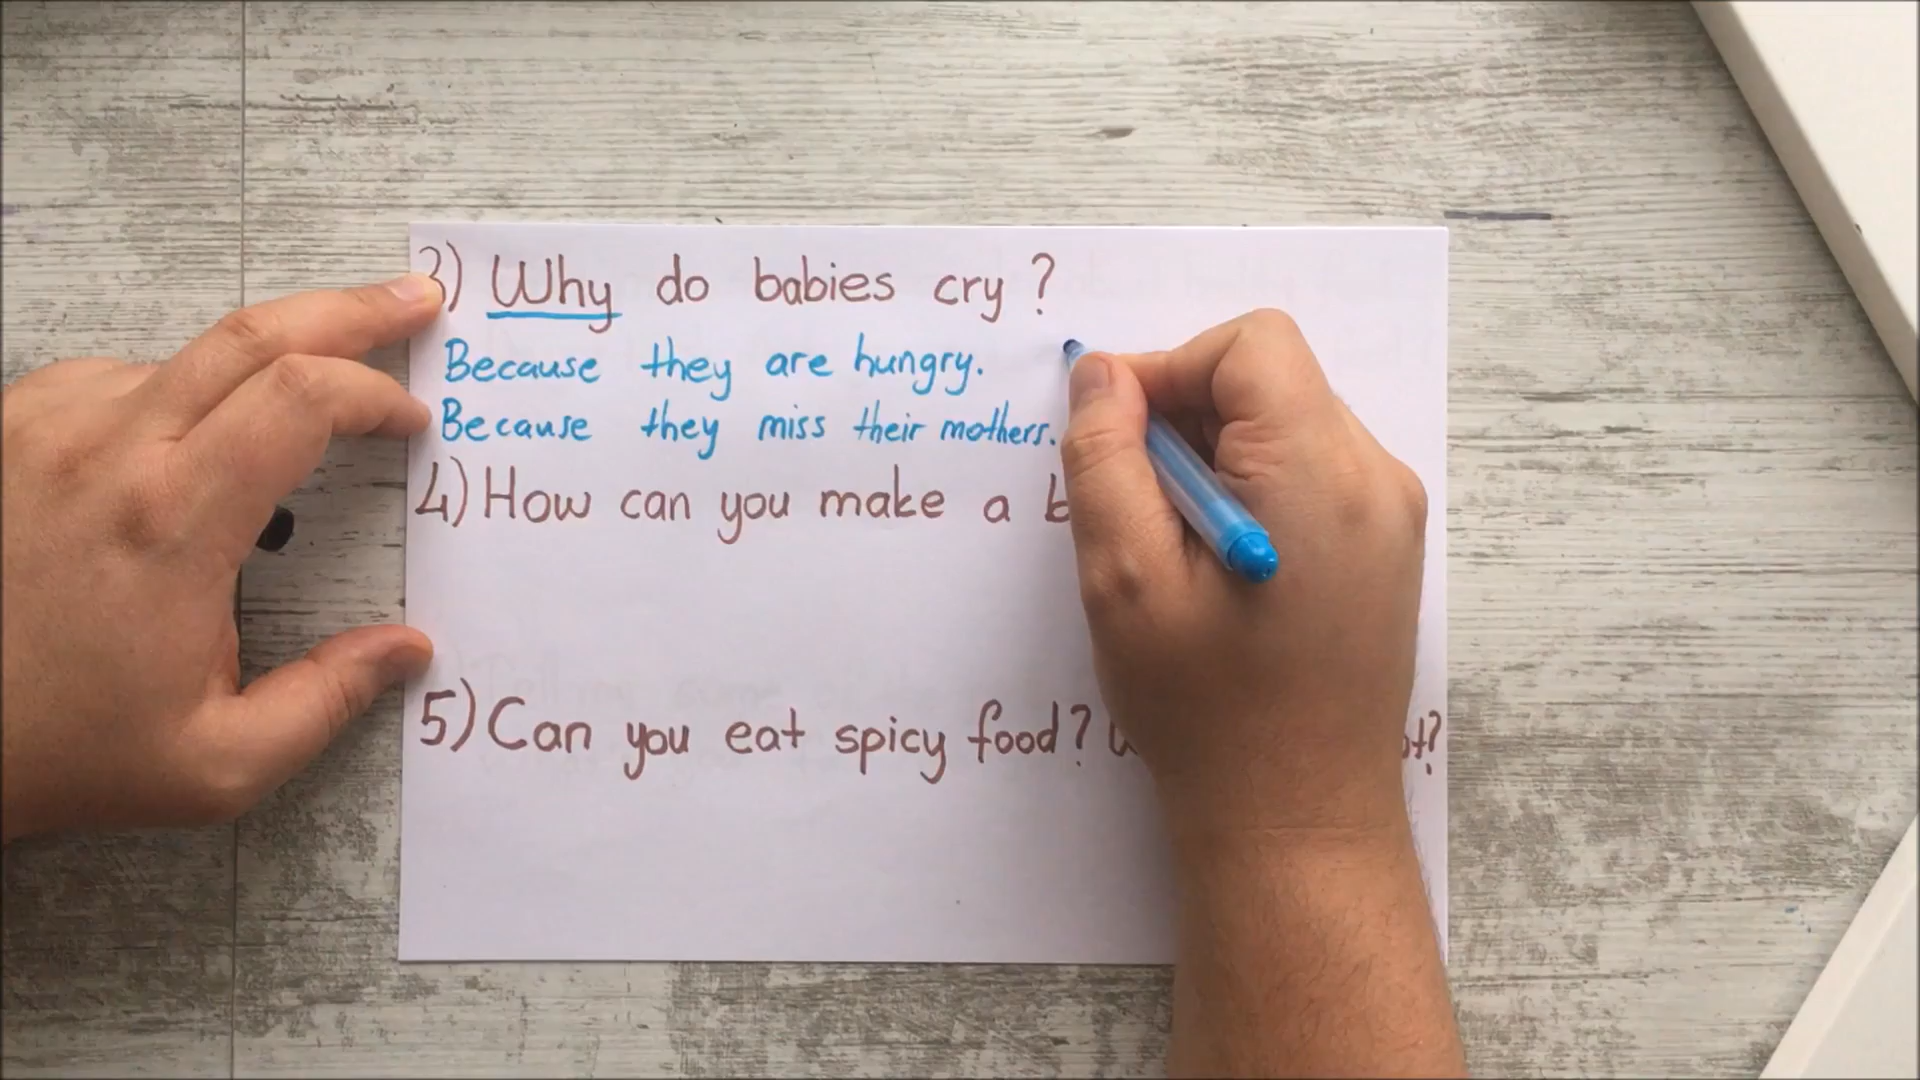 3) Why do babies cry?
Because they are hungry.
Because they miss their mothers.
4) How can you make a
5) Can you eat spicy food?